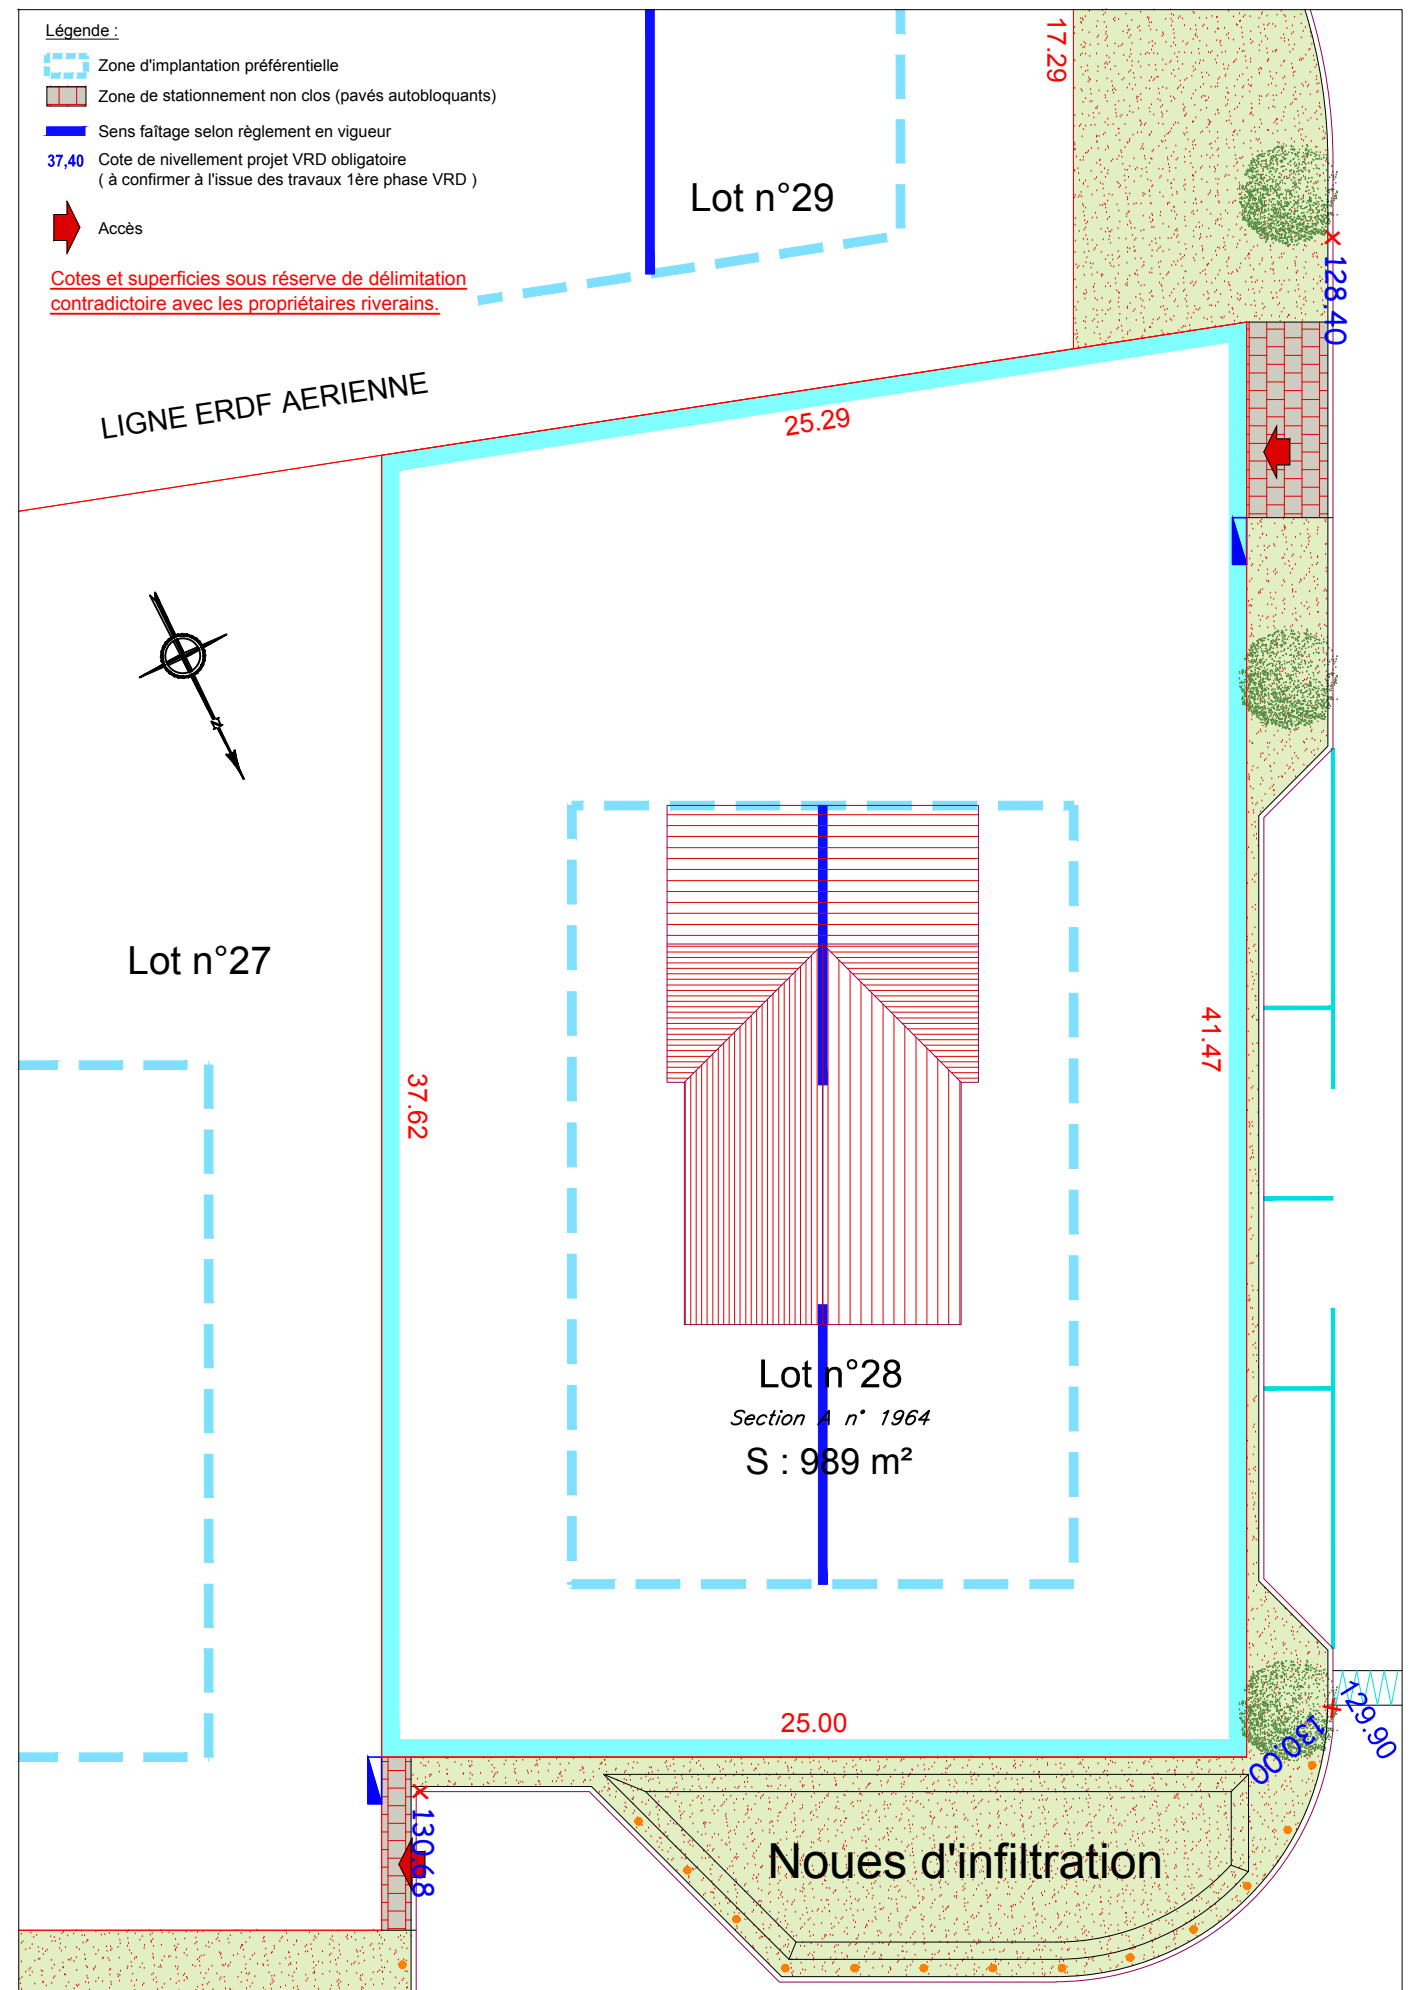 Légende :
Zone d'implantation préférentielle
Zone de stationnement non clos (pavés autobloquants)
Sens faîtage selon règlement en vigueur
37,40 Cote de nivellement projet VRD obligatoire
( à confirmer à l'issue des travaux 1ère phase VRD )
Accès
Cotes et superficies sous réserve de délimitation
contradictoire avec les propriétaires riverains.
17.29
Lot n°29
128.40
LIGNE ERDF AERIENNE
25.29
N
Lot n°27
37.62
41.47
Lot n°28
Section A n° 1964
S : 989 m²
25.00
129.90
130.00
130.68
Noues d'infiltration